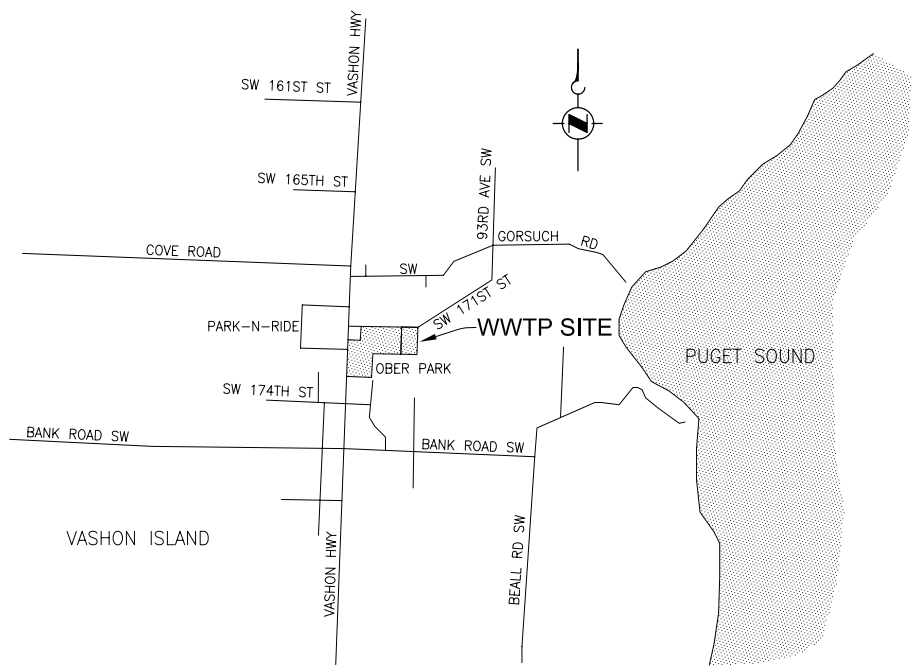 VASHON HWY
SW 161ST ST
SW 165TH ST
93RD AVE SW
N
GORSUCH RD
COVE ROAD
SW
SW 171ST ST
PARK-N-RIDE
WWTP SITE
PUGET SOUND
OBER PARK
SW 174TH ST
BANK ROAD SW
BANK ROAD SW
VASHON ISLAND
VASHON HWY
BEALL RD SW